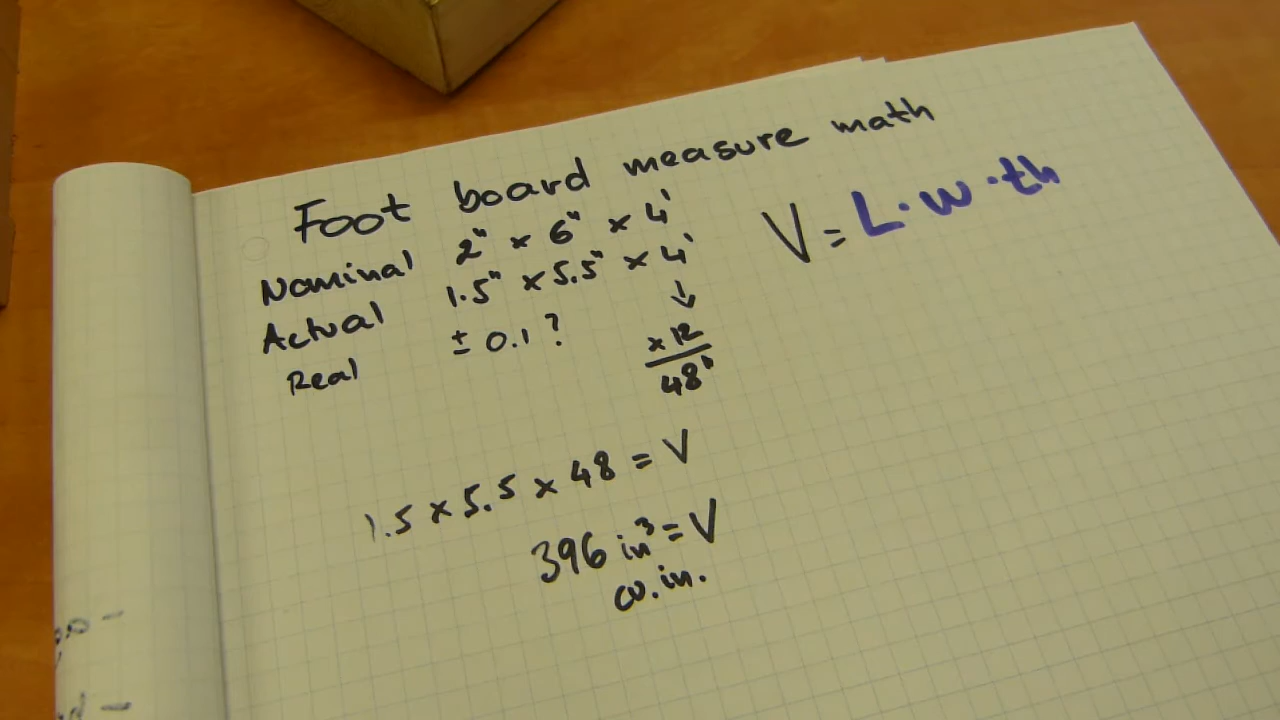 Foot board measure math
Nominal 2" x 6" x 4'
Actual 1.5" x 5.5" x 4'
Real ± 0.1?
↓
x 12
48"
V = L · W · th
1.5 x 5.5 x 48 = V
396 in³ = V
cu. in.